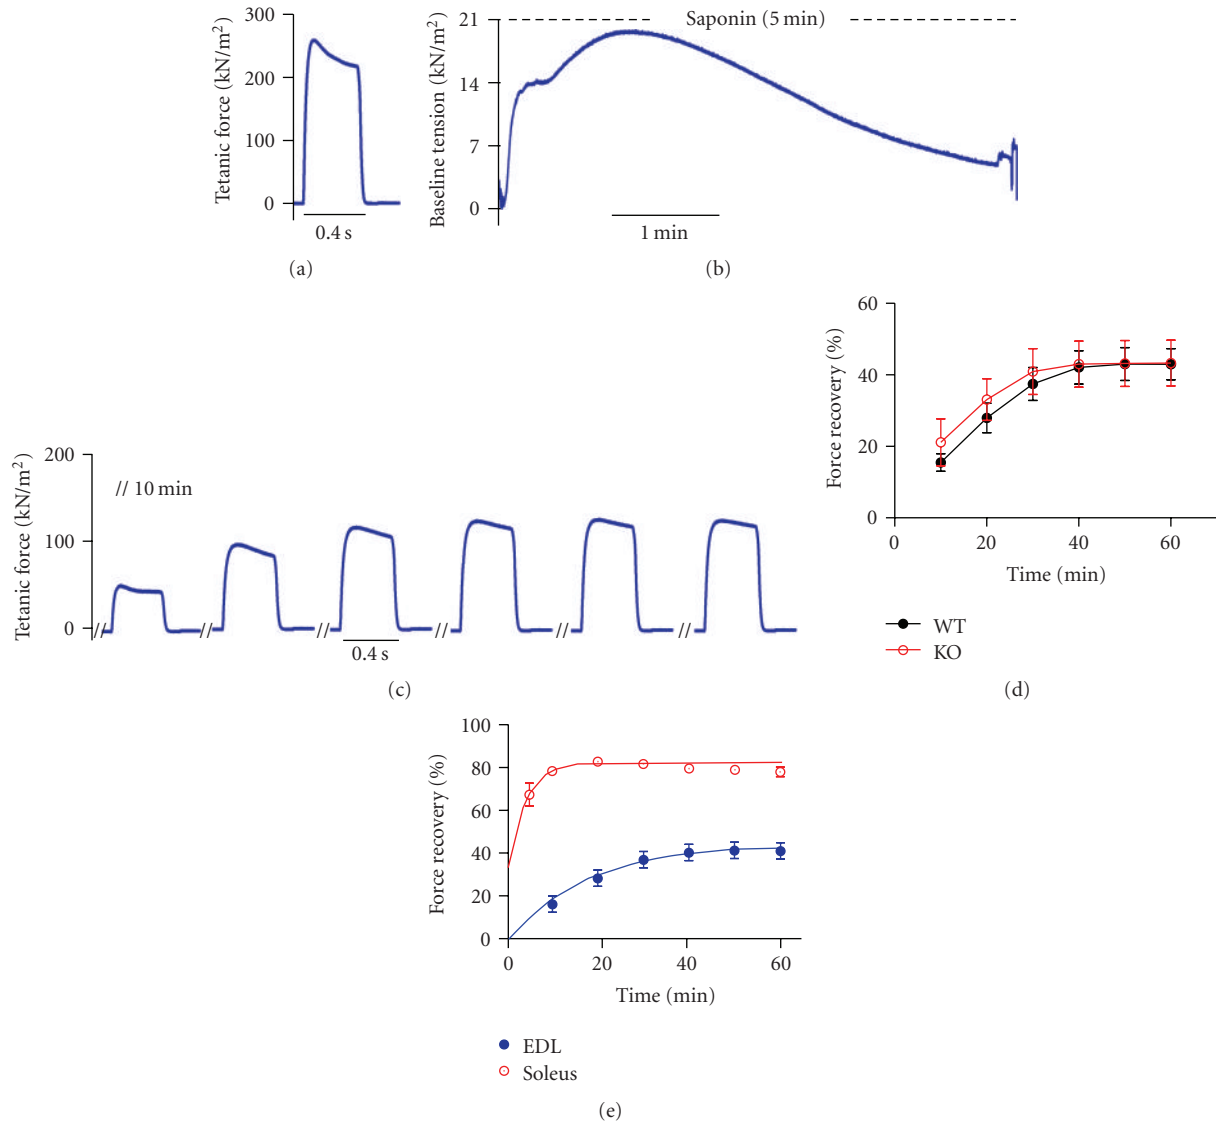 Tetanic force (kN/m²)
300
200
100
0
0.4 s
(a)
Baseline tension (kN/m²)
21
14
7
0
Saponin (5 min)
1 min
(b)
Tetanic force (kN/m²)
200
100
0
// 10 min
// // // // // //
0.4 s
(c)
Force recovery (%)
60
40
20
0
0 20 40 60
Time (min)
WT
KO
(d)
Force recovery (%)
100
80
60
40
20
0
0 20 40 60
Time (min)
EDL
Soleus
(e)